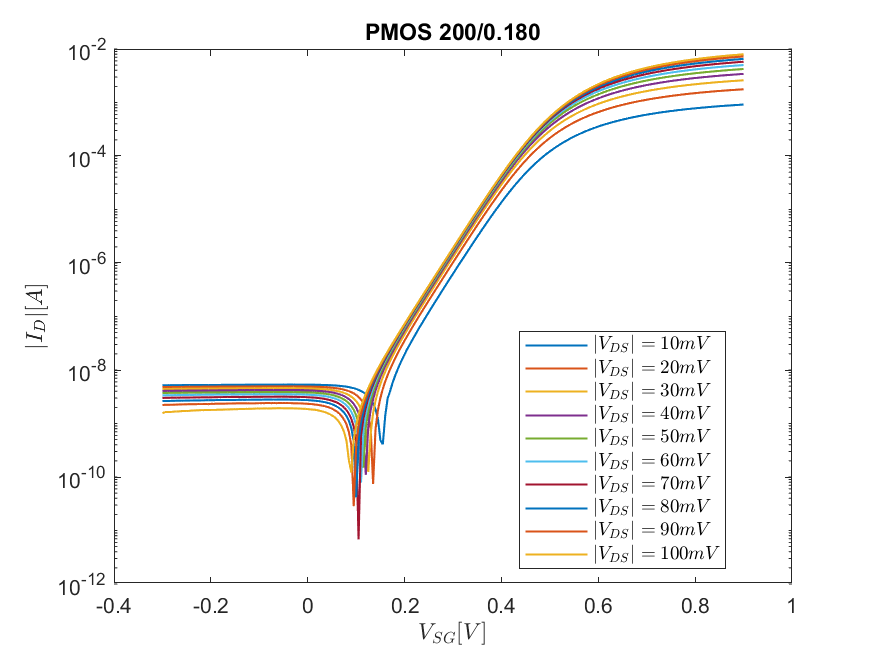 PMOS 200/0.180
10^-2
10^-4
10^-6
10^-8
10^-10
10^-12
|I_D|[A]
-0.4 -0.2 0 0.2 0.4 0.6 0.8 1
V_SG[V]
|V_DS| = 10mV
|V_DS| = 20mV
|V_DS| = 30mV
|V_DS| = 40mV
|V_DS| = 50mV
|V_DS| = 60mV
|V_DS| = 70mV
|V_DS| = 80mV
|V_DS| = 90mV
|V_DS| = 100mV